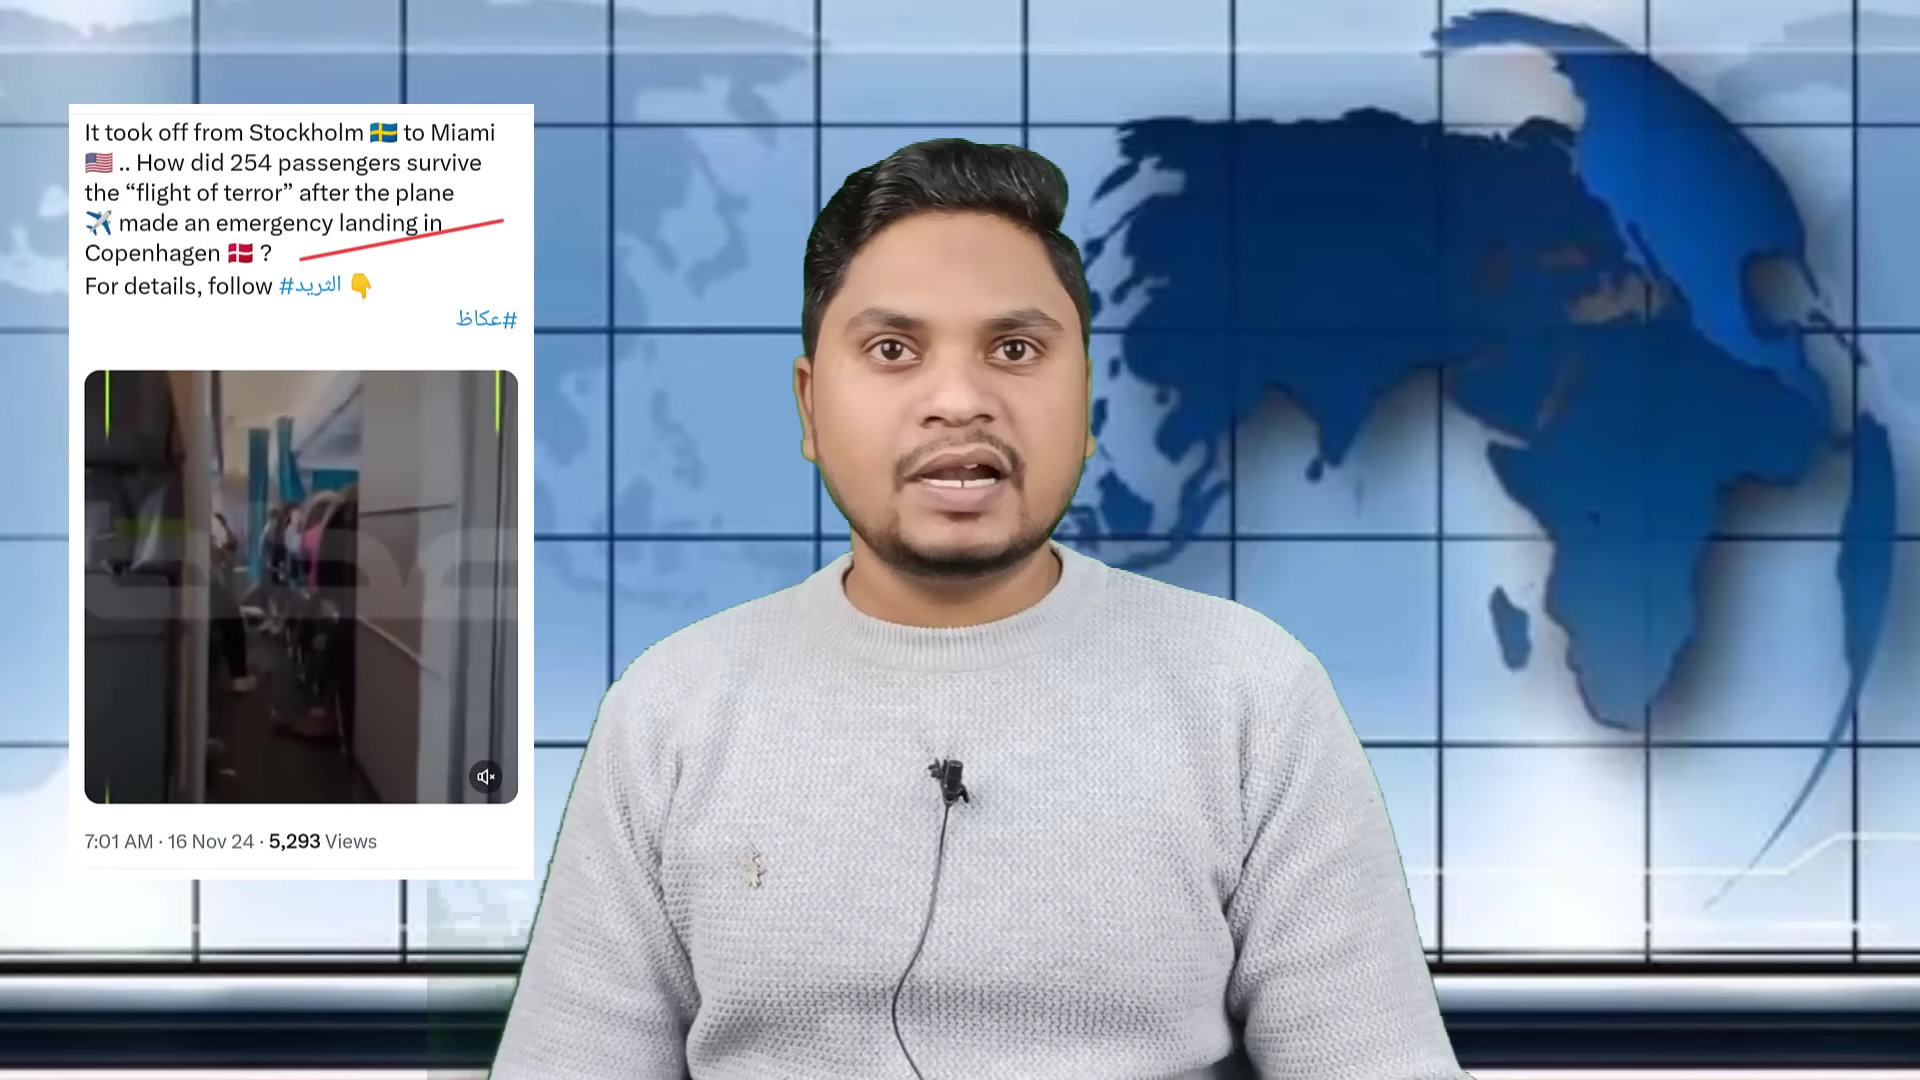 It took off from Stockholm 🇸🇪 to Miami
🇺🇸 .. How did 254 passengers survive
the “flight of terror” after the plane
✈️ made an emergency landing in
Copenhagen 🇩🇰 ?
For details, follow #الثريد 👇
#عكاظ
7:01 AM · 16 Nov 24 · 5,293 Views